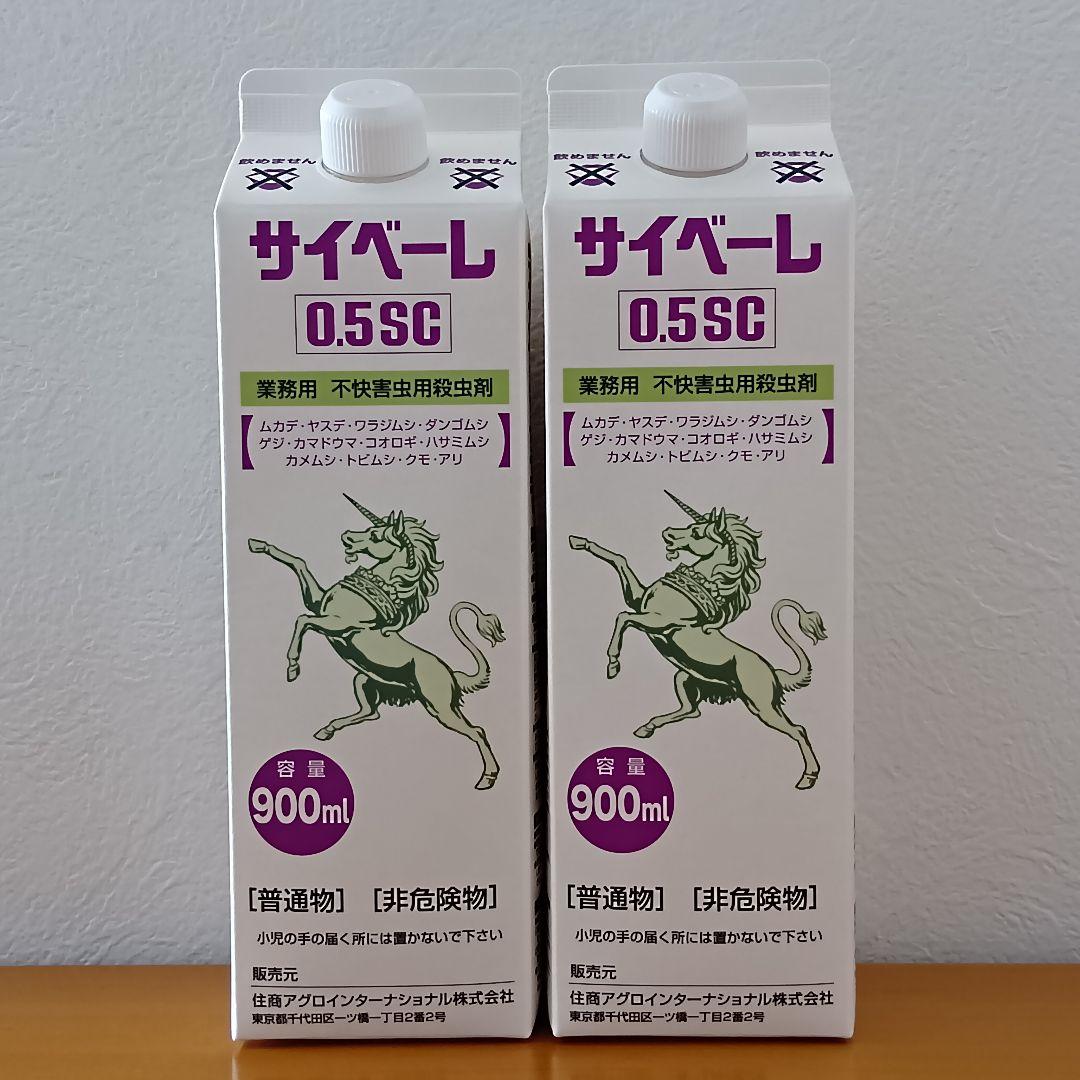 飲めません
飲めません
サイベーレ
0.5SC
業務用 不快害虫用殺虫剤
ムカデ・ヤスデ・ワラジムシ・ダンゴムシ
ゲジ・カマドウマ・コオロギ・ハサミムシ
カメムシ・トビムシ・クモ・アリ
容量
900ml
[普通物] [非危険物]
小児の手の届く所には置かないで下さい
販売元
住商アグロインターナショナル株式会社
東京都千代田区一ツ橋一丁目2番2号
飲めません
飲めません
サイベーレ
0.5SC
業務用 不快害虫用殺虫剤
ムカデ・ヤスデ・ワラジムシ・ダンゴムシ
ゲジ・カマドウマ・コオロギ・ハサミムシ
カメムシ・トビムシ・クモ・アリ
容量
900ml
[普通物] [非危険物]
小児の手の届く所には置かないで下さい
販売元
住商アグロインターナショナル株式会社
東京都千代田区一ツ橋一丁目2番2号